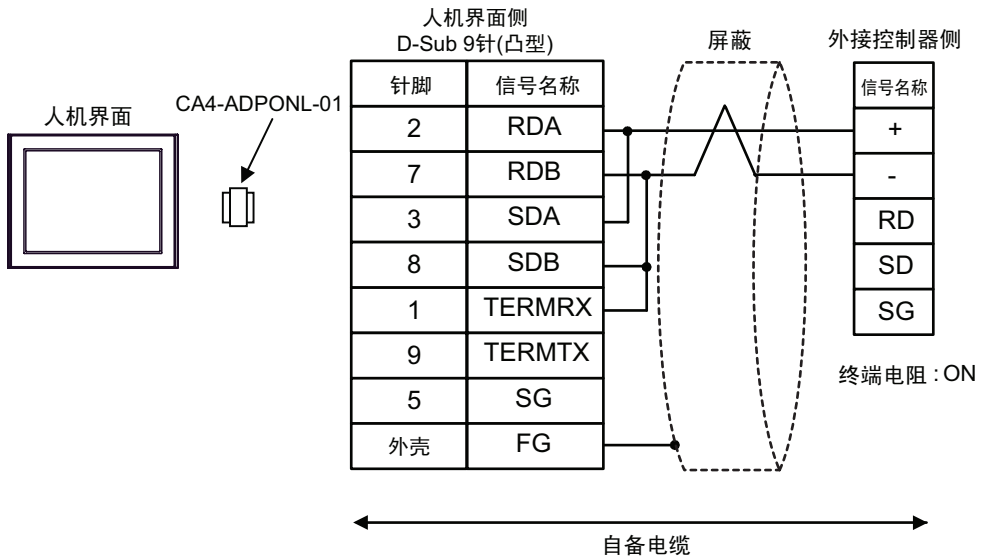 人机界面侧
D-Sub 9针(凸型)
屏蔽
外接控制器侧
人机界面
CA4-ADPONL-01
针脚 信号名称
2 RDA
7 RDB
3 SDA
8 SDB
1 TERMRX
9 TERMTX
5 SG
外壳 FG
信号名称
+
-
RD
SD
SG
终端电阻 : ON
自备电缆